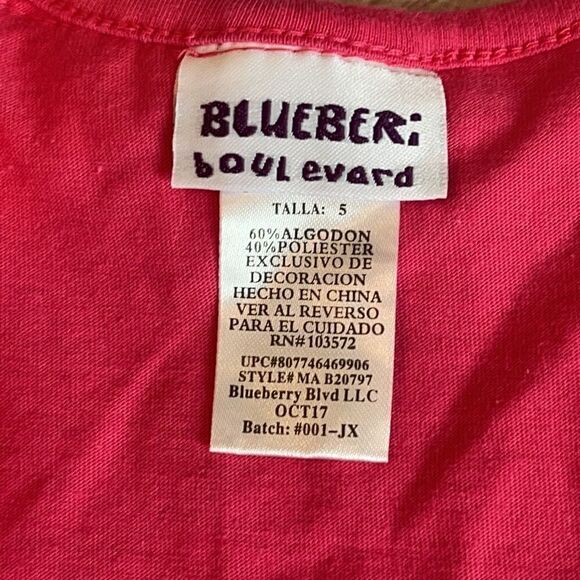 BLUEBERi
boulevard
TALLA: 5
60%ALGODON
40%POLIESTER
EXCLUSIVO DE
DECORACION
HECHO EN CHINA
VER AL REVERSO
PARA EL CUIDADO
RN#103572
UPC#807746469906
STYLE# MA B20797
Blueberry Blvd LLC
OCT17
Batch: #001-JX